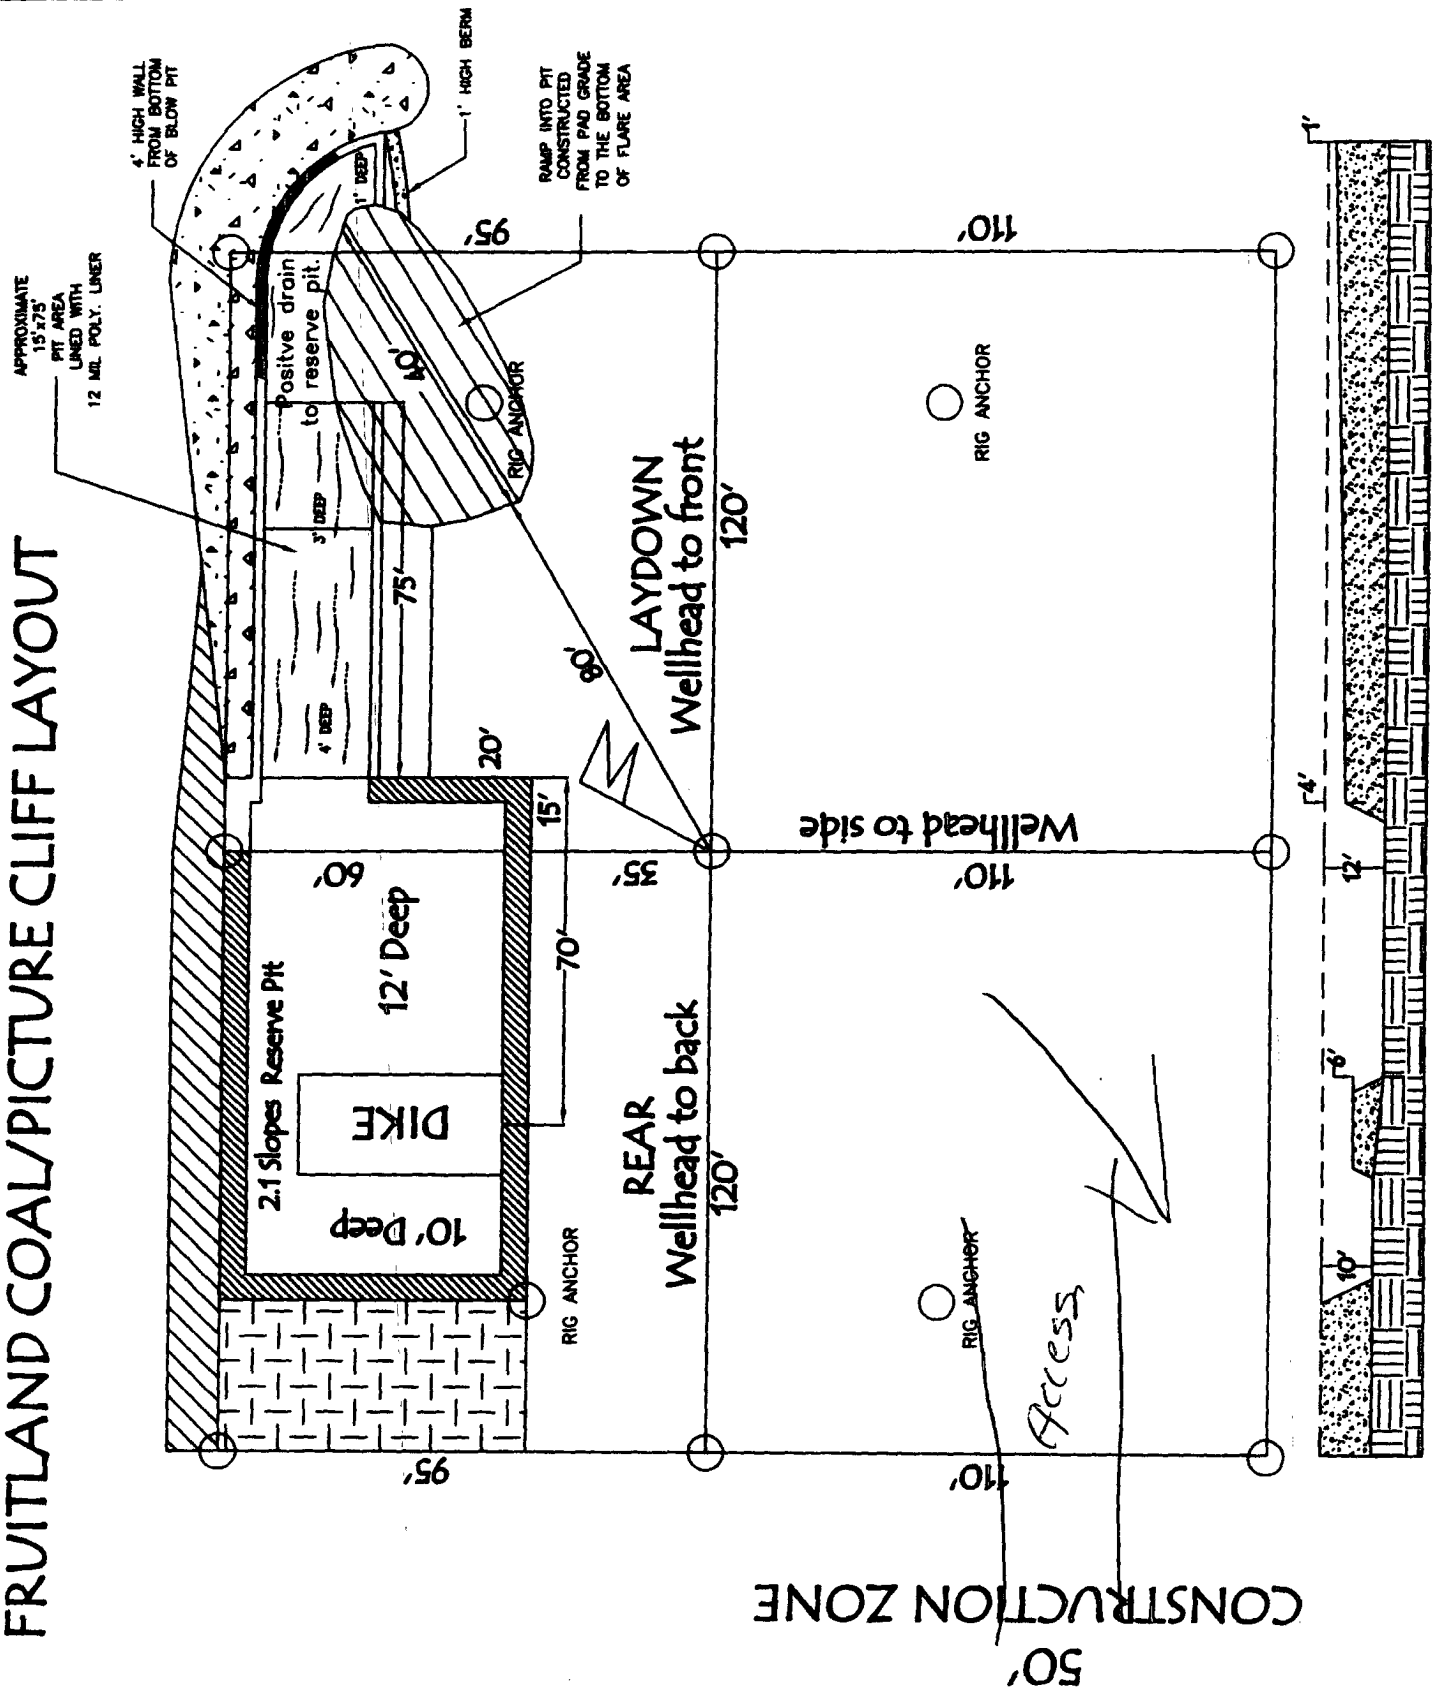 FRUITLAND COAL/PICTURE CLIFF LAYOUT
APPROXIMATE
15'x75'
PIT AREA
LINED WITH
12 MIL POLY. LINER
4' HIGH WALL
FROM BOTTOM
OF BLOW PIT
1' HIGH BERM
RAMP INTO PIT
CONSTRUCTED
FROM PAD GRADE
TO THE BOTTOM
OF FLARE AREA
1' DEEP
Positve drain
to reserve pit.
3' DEEP
4' DEEP
40'
RIG ANCHOR
75'
80'
20'
15'
95'
60'
35'
70'
2.1 Slopes Reserve Pit
12' Deep
DIKE
10' Deep
RIG ANCHOR
95'
REAR
Wellhead to back
120'
LAYDOWN
Wellhead to front
120'
Wellhead to side
110'
110'
110'
RIG ANCHOR
RIG ANCHOR
Access
50'
CONSTRUCTION ZONE
10'
6'
12'
4'
1'